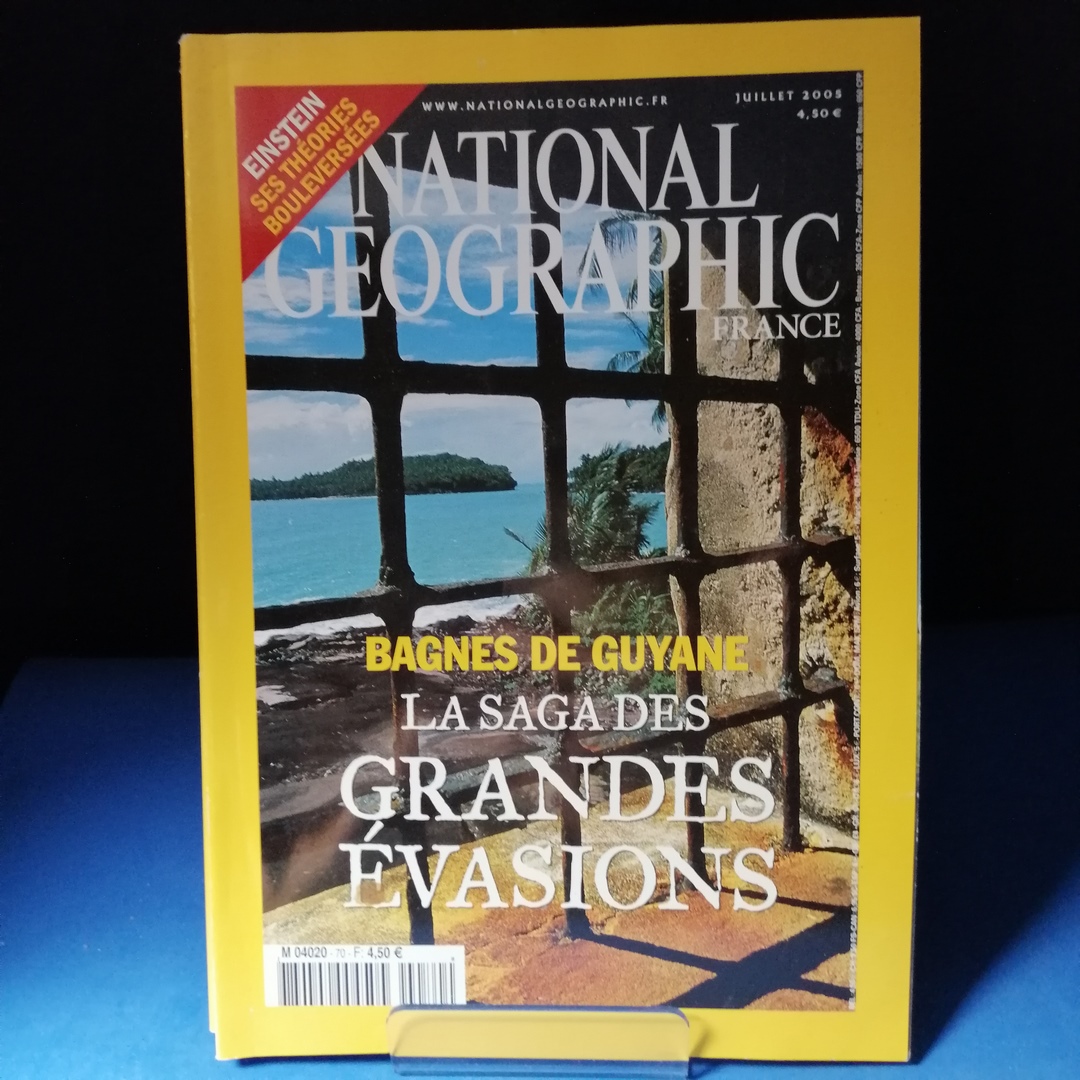 EINSTEIN
SES THÉORIES
BOULEVERSÉES
WWW.NATIONALGEOGRAPHIC.FR
JUILLET 2005
4,50 €
NATIONAL
GEOGRAPHIC
FRANCE
BAGNES DE GUYANE
LA SAGA DES
GRANDES
ÉVASIONS
M 04020 - 70 - F: 4,50 €